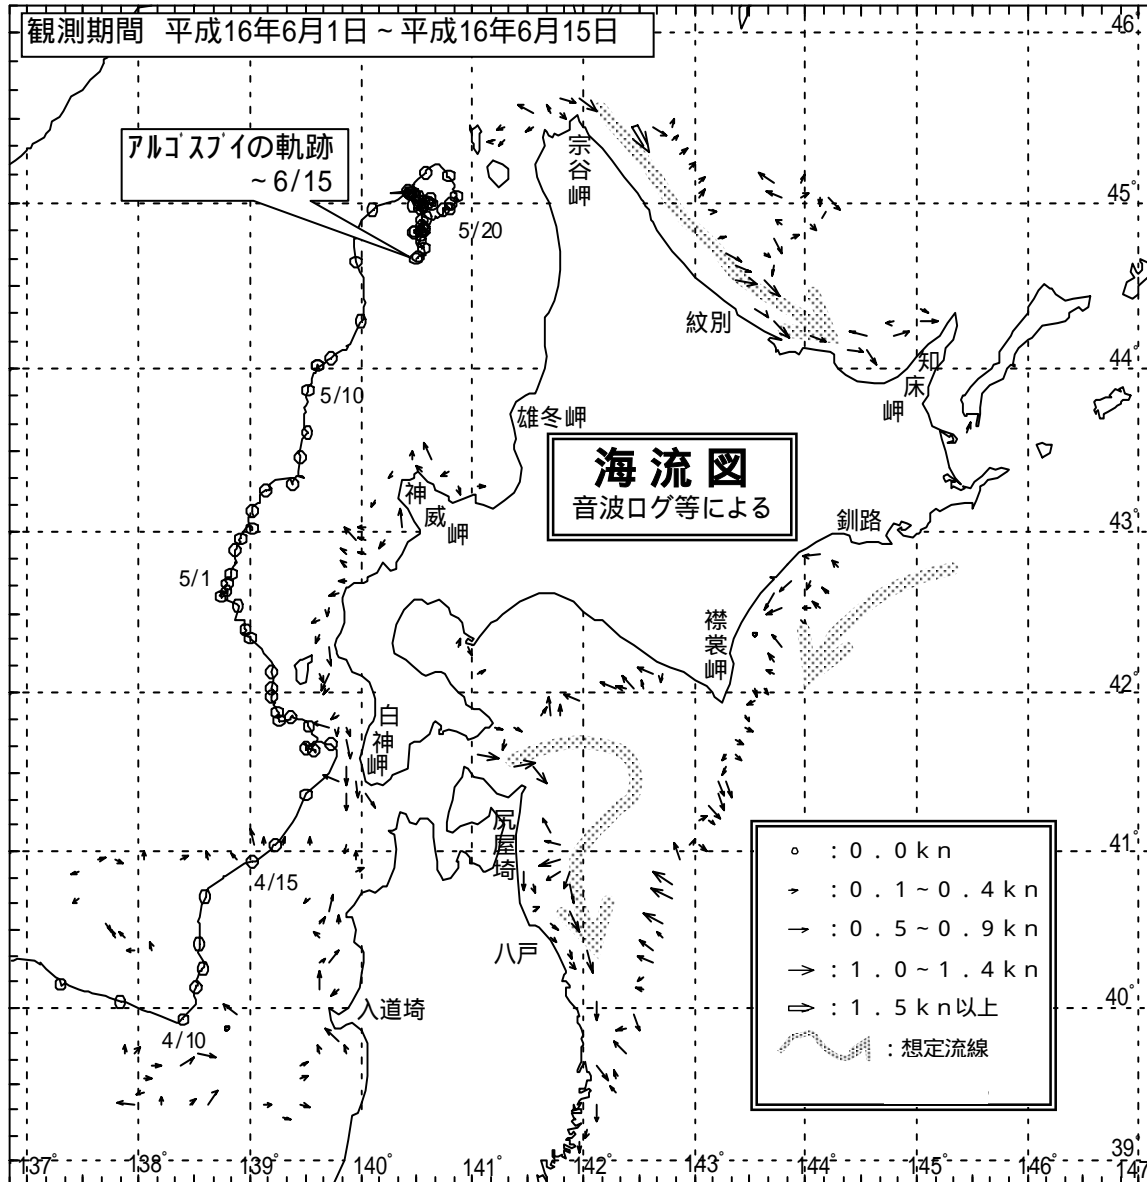 観測期間 平成16年6月1日 ~ 平成16年6月15日
46°
ｱﾙｺﾞｽﾌﾞｲの軌跡
~ 6/15
宗谷岬
45°
5/20
紋別
44°
知床岬
5/10
雄冬岬
海流図
音波ログ等による
神威岬
43°
釧路
5/1
襟裳岬
42°
白神岬
尻屋埼
41°
4/15
八戸
40°
入道埼
4/10
○ : 0.0kn
: 0.1~0.4kn
: 0.5~0.9kn
: 1.0~1.4kn
: 1.5kn以上
: 想定流線
39°
137° 138° 139° 140° 141° 142° 143° 144° 145° 146° 147